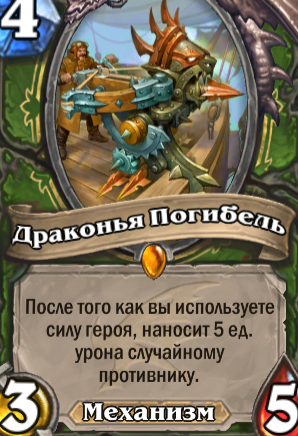 4
Драконья Погибель
После того как вы используете
силу героя, наносит 5 ед.
урона случайному
противнику.
3 Механизм 5